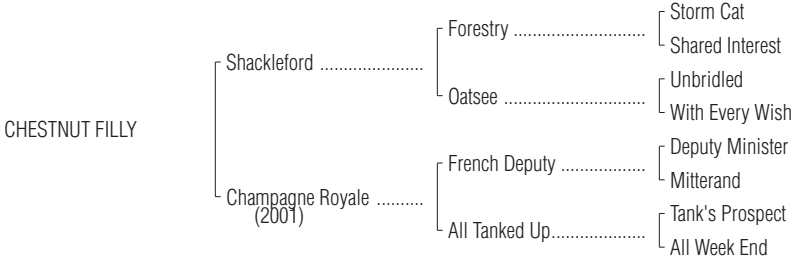 Storm Cat
Forestry ............................
Shared Interest
Shackleford ......................
Unbridled
Oatsee ..............................
With Every Wish
CHESTNUT FILLY
Deputy Minister
French Deputy ..................
Mitterand
Champagne Royale ..........
(2001)
Tank's Prospect
All Tanked Up....................
All Week End